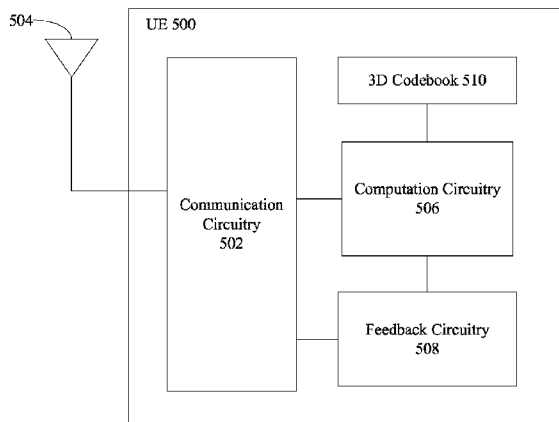 504
UE 500
3D Codebook 510
Communication
Circuitry
502
Computation Circuitry
506
Feedback Circuitry
508